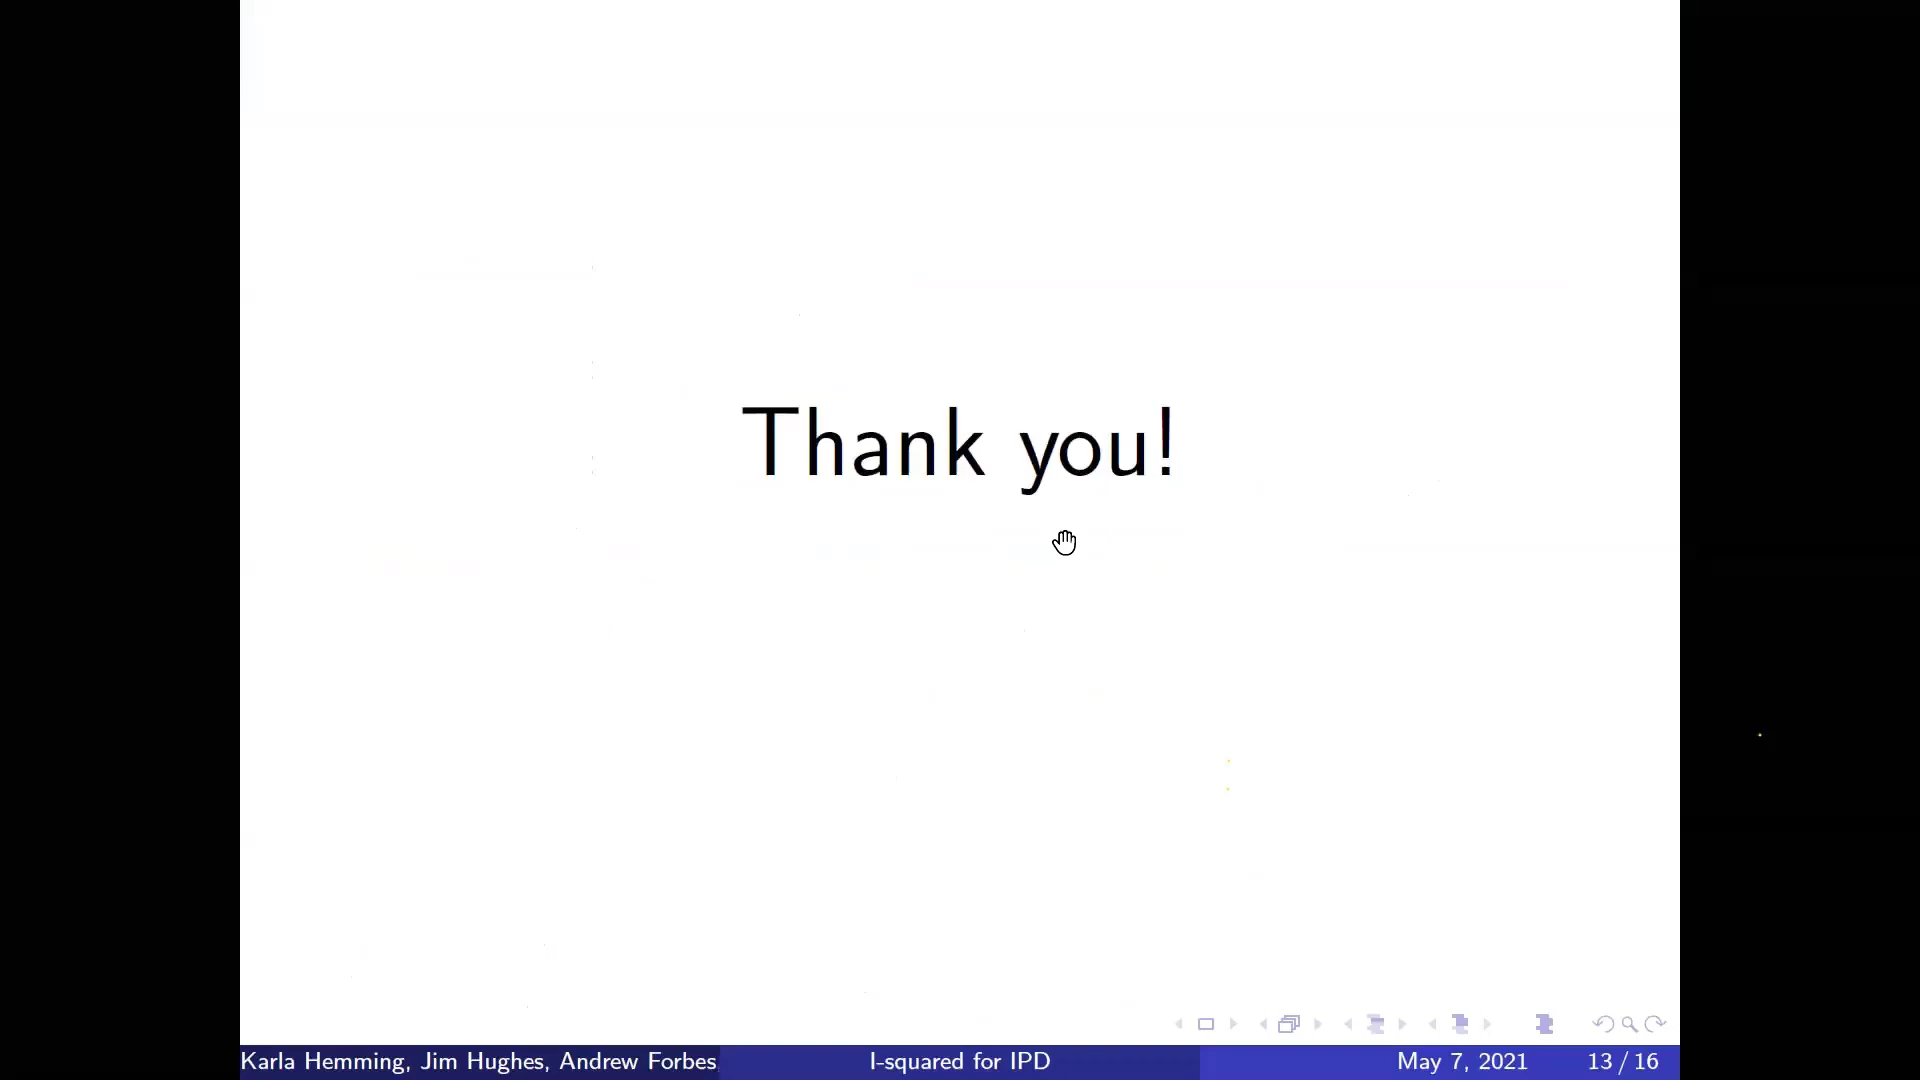 Thank you!
Karla Hemming, Jim Hughes, Andrew Forbes,
I-squared for IPD
May 7, 2021
13 / 16